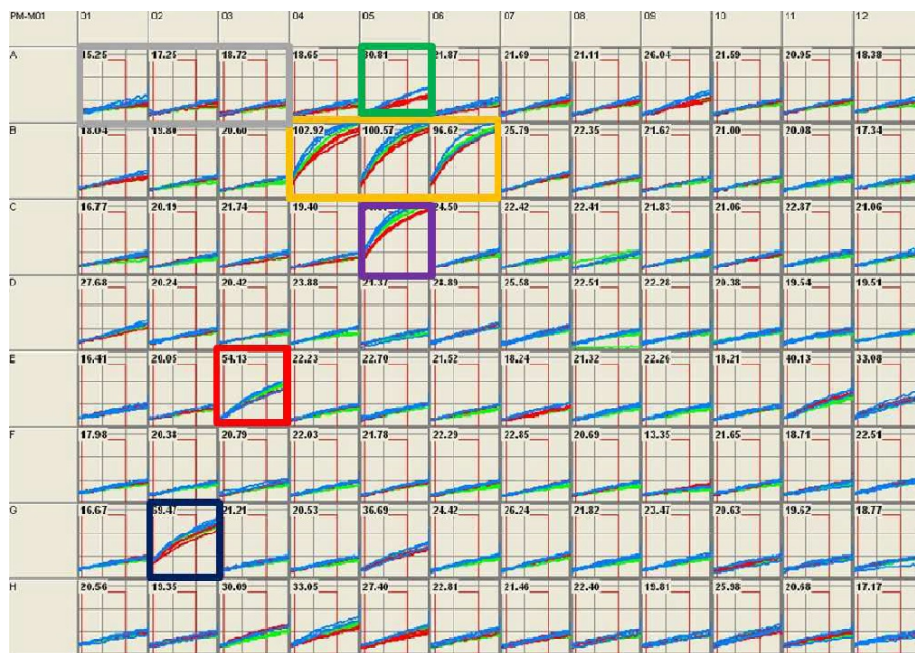 PM-M01 01 02 03 04 05 06 07 08 09 10 11 12
A 15.25 17.25 18.72 18.65 30.81 21.87 21.69 21.11 26.04 21.59 20.95 18.38
B 18.04 19.80 20.60 102.92 100.57 96.62 25.79 22.35 21.62 21.00 20.08 17.34
C 16.77 20.19 21.74 19.40 24.50 22.42 22.41 21.83 21.06 22.87 21.06
D 27.68 20.24 20.42 23.88 21.37 24.89 25.58 22.51 22.28 20.38 19.54 19.51
E 16.41 20.05 54.13 22.23 22.70 21.52 18.24 21.32 22.26 18.21 40.13 33.08
F 17.98 20.38 20.79 22.03 21.78 22.29 22.85 20.69 13.35 21.65 18.71 22.51
G 16.67 69.47 21.21 20.53 36.69 24.42 26.24 21.82 23.47 20.63 19.62 18.77
H 20.56 19.35 30.09 33.05 27.40 22.81 21.46 22.40 19.81 25.98 20.68 17.17